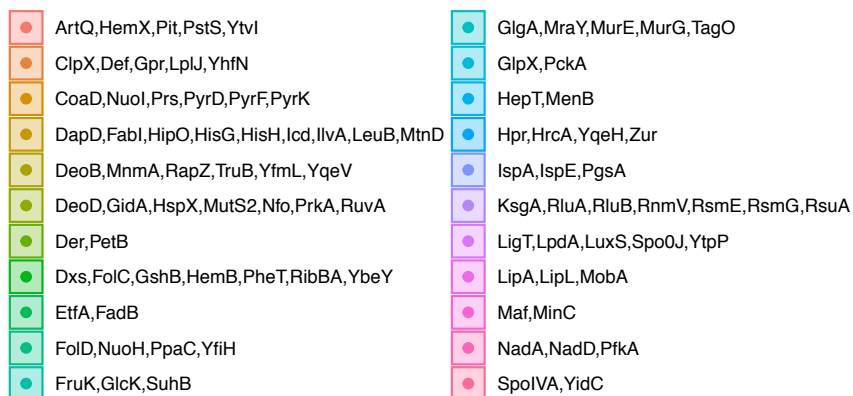 ArtQ,HemX,Pit,PstS,YtvI
ClpX,Def,Gpr,LplJ,YhfN
CoaD,NuoI,Prs,PyrD,PyrF,PyrK
DapD,FabI,HipO,HisG,HisH,Icd,IlvA,LeuB,MtnD
DeoB,MnmA,RapZ,TruB,YfmL,YqeV
DeoD,GidA,HspX,MutS2,Nfo,PrkA,RuvA
Der,PetB
Dxs,FolC,GshB,HemB,PheT,RibBA,YbeY
EtfA,FadB
FolD,NuoH,PpaC,YfiH
FruK,GlcK,SuhB
GlgA,MraY,MurE,MurG,TagO
GlpX,PckA
HepT,MenB
Hpr,HrcA,YqeH,Zur
IspA,IspE,PgsA
KsgA,RluA,RluB,RnmV,RsmE,RsmG,RsuA
LigT,LpdA,LuxS,Spo0J,YtpP
LipA,LipL,MobA
Maf,MinC
NadA,NadD,PfkA
SpoIVA,YidC